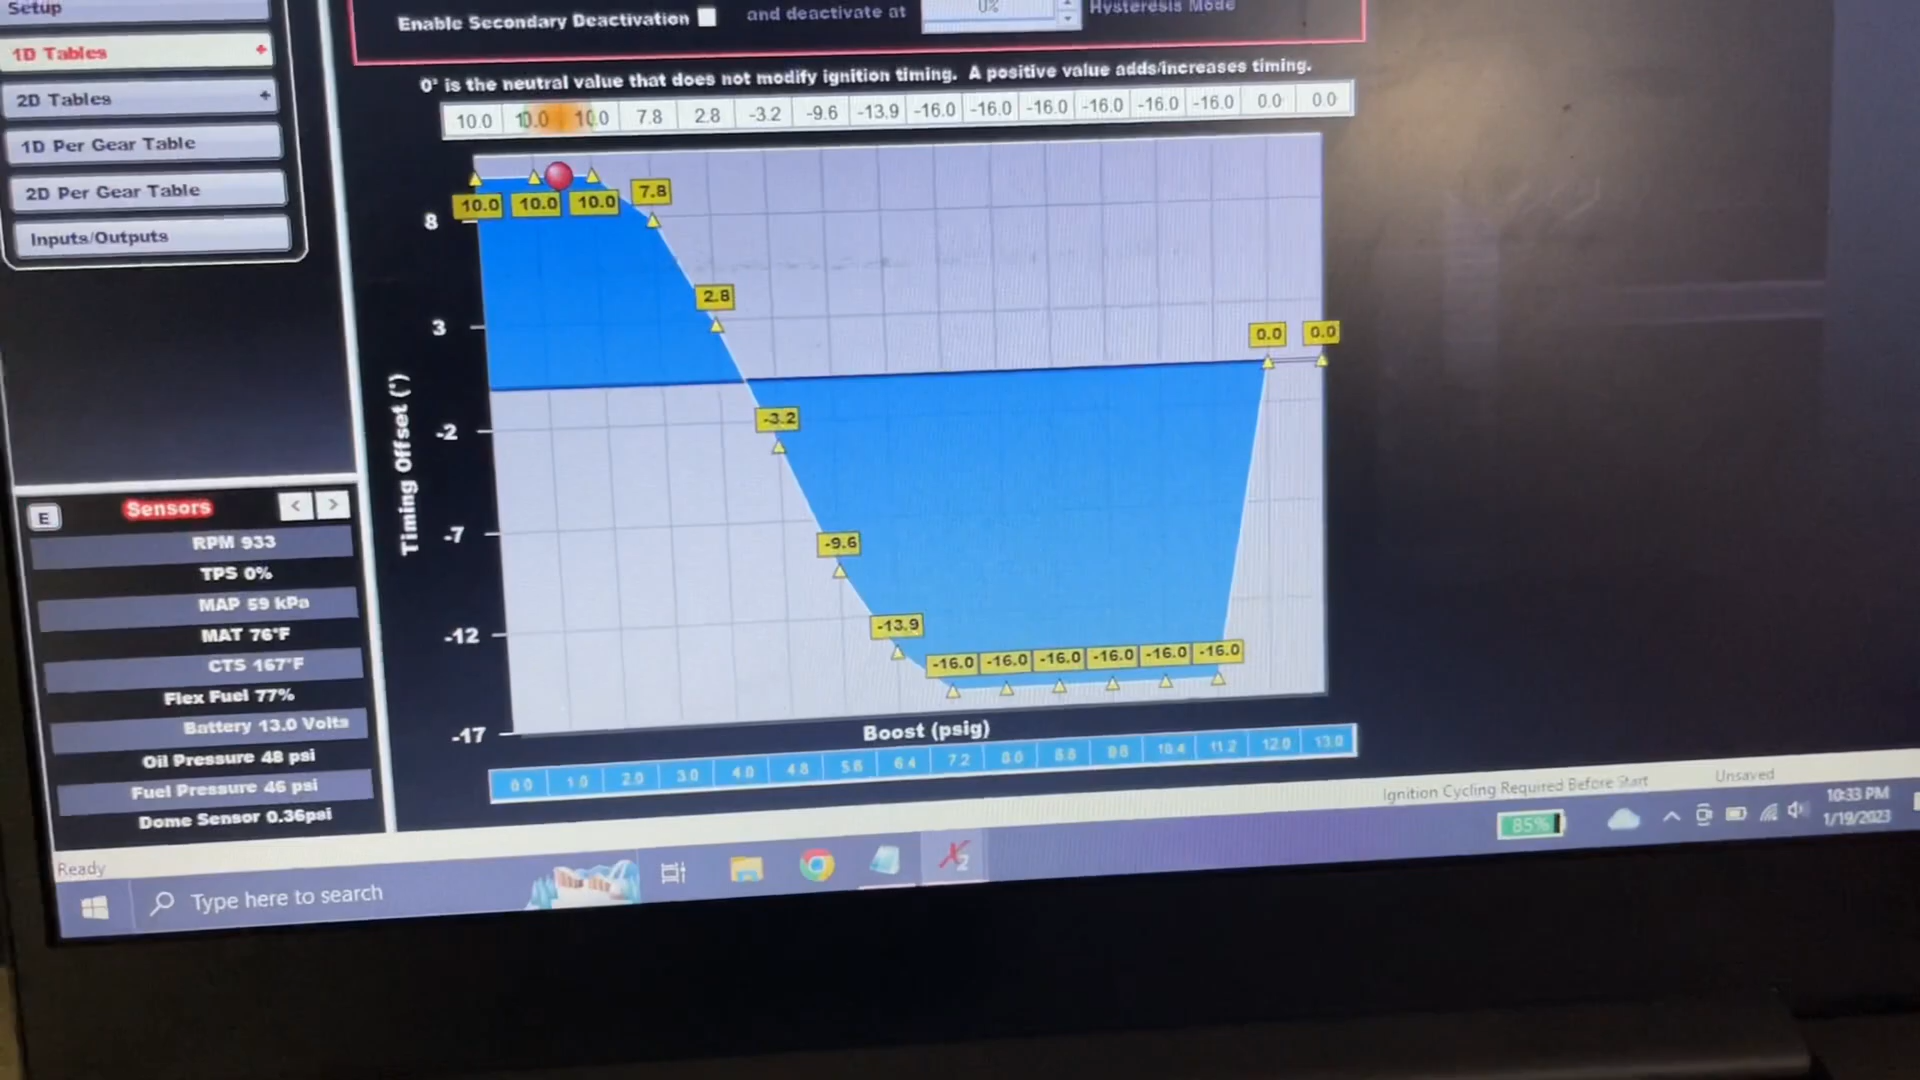 Setup
1D Tables +
2D Tables +
1D Per Gear Table
2D Per Gear Table
Inputs/Outputs
Enable Secondary Deactivation and deactivate at 0% Hysteresis Mode
0° is the neutral value that does not modify ignition timing. A positive value adds/increases timing.
10.0 10.0 10.0 7.8 2.8 -3.2 -9.6 -13.9 -16.0 -16.0 -16.0 -16.0 -16.0 -16.0 0.0 0.0
10.0 10.0 10.0 7.8
2.8
-3.2
-9.6
-13.9
-16.0 -16.0 -16.0 -16.0 -16.0 -16.0
0.0 0.0
8
3
-2
-7
-12
-17
Timing Offset (°)
Boost (psig)
0.0 1.0 2.0 3.0 4.0 4.8 5.6 6.4 7.2 8.0 8.8 9.6 10.4 11.2 12.0 13.0
E Sensors < >
RPM 933
TPS 0%
MAP 59 kPa
MAT 76°F
CTS 167°F
Flex Fuel 77%
Battery 13.0 Volts
Oil Pressure 48 psi
Fuel Pressure 46 psi
Dome Sensor 0.36psi
Ignition Cycling Required Before Start
Unsaved
Ready
Type here to search
85%
10:33 PM
1/19/2023